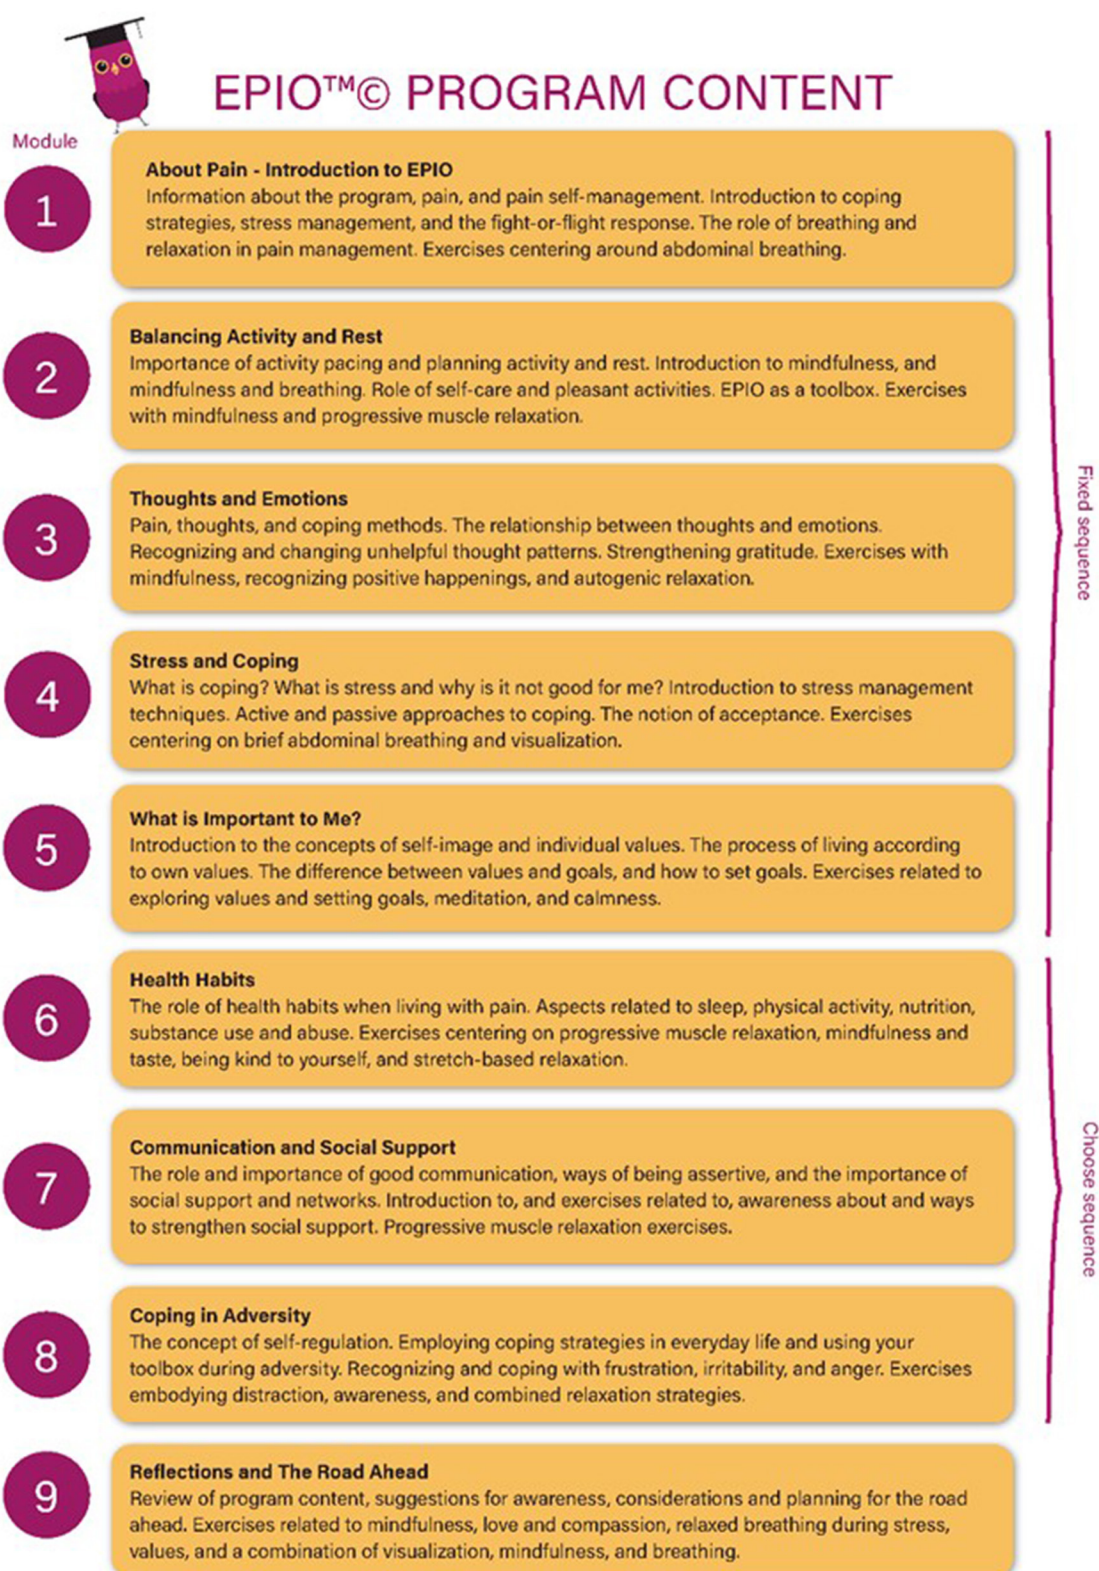 EPIO™© PROGRAM CONTENT
Module
1
About Pain - Introduction to EPIO
Information about the program, pain, and pain self-management. Introduction to coping
strategies, stress management, and the fight-or-flight response. The role of breathing and
relaxation in pain management. Exercises centering around abdominal breathing.
2
Balancing Activity and Rest
Importance of activity pacing and planning activity and rest. Introduction to mindfulness, and
mindfulness and breathing. Role of self-care and pleasant activities. EPIO as a toolbox. Exercises
with mindfulness and progressive muscle relaxation.
3
Thoughts and Emotions
Pain, thoughts, and coping methods. The relationship between thoughts and emotions.
Recognizing and changing unhelpful thought patterns. Strengthening gratitude. Exercises with
mindfulness, recognizing positive happenings, and autogenic relaxation.
4
Stress and Coping
What is coping? What is stress and why is it not good for me? Introduction to stress management
techniques. Active and passive approaches to coping. The notion of acceptance. Exercises
centering on brief abdominal breathing and visualization.
5
What is Important to Me?
Introduction to the concepts of self-image and individual values. The process of living according
to own values. The difference between values and goals, and how to set goals. Exercises related to
exploring values and setting goals, meditation, and calmness.
Fixed sequence
6
Health Habits
The role of health habits when living with pain. Aspects related to sleep, physical activity, nutrition,
substance use and abuse. Exercises centering on progressive muscle relaxation, mindfulness and
taste, being kind to yourself, and stretch-based relaxation.
7
Communication and Social Support
The role and importance of good communication, ways of being assertive, and the importance of
social support and networks. Introduction to, and exercises related to, awareness about and ways
to strengthen social support. Progressive muscle relaxation exercises.
8
Coping in Adversity
The concept of self-regulation. Employing coping strategies in everyday life and using your
toolbox during adversity. Recognizing and coping with frustration, irritability, and anger. Exercises
embodying distraction, awareness, and combined relaxation strategies.
Choose sequence
9
Reflections and The Road Ahead
Review of program content, suggestions for awareness, considerations and planning for the road
ahead. Exercises related to mindfulness, love and compassion, relaxed breathing during stress,
values, and a combination of visualization, mindfulness, and breathing.